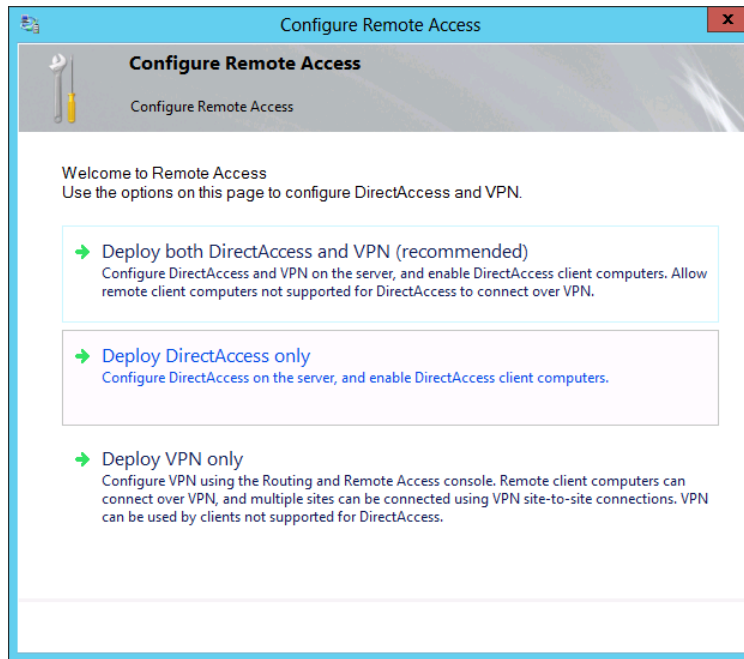 Configure Remote Access
x
Configure Remote Access
Configure Remote Access
Welcome to Remote Access
Use the options on this page to configure DirectAccess and VPN.
Deploy both DirectAccess and VPN (recommended)
Configure DirectAccess and VPN on the server, and enable DirectAccess client computers. Allow
remote client computers not supported for DirectAccess to connect over VPN.
Deploy DirectAccess only
Configure DirectAccess on the server, and enable DirectAccess client computers.
Deploy VPN only
Configure VPN using the Routing and Remote Access console. Remote client computers can
connect over VPN, and multiple sites can be connected using VPN site-to-site connections. VPN
can be used by clients not supported for DirectAccess.